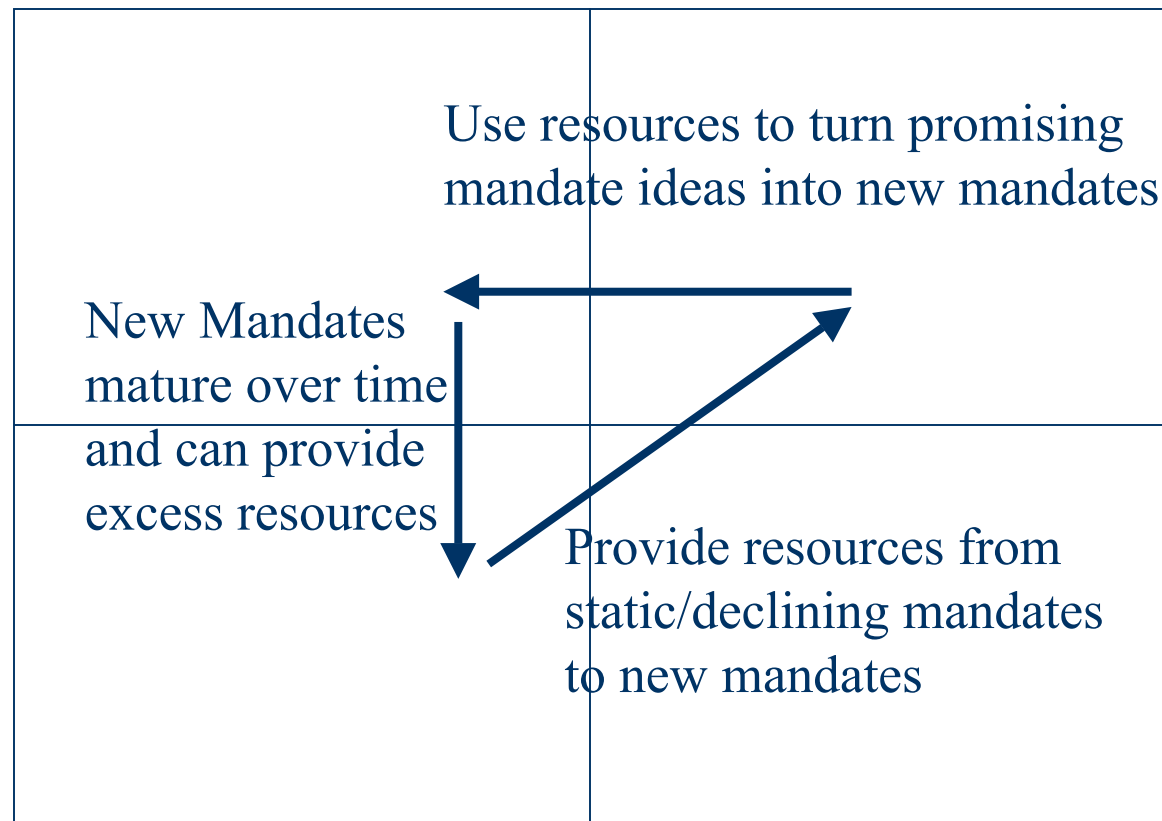 Use resources to turn promising
mandate ideas into new mandates
New Mandates
mature over time
and can provide
excess resources
Provide resources from
static/declining mandates
to new mandates